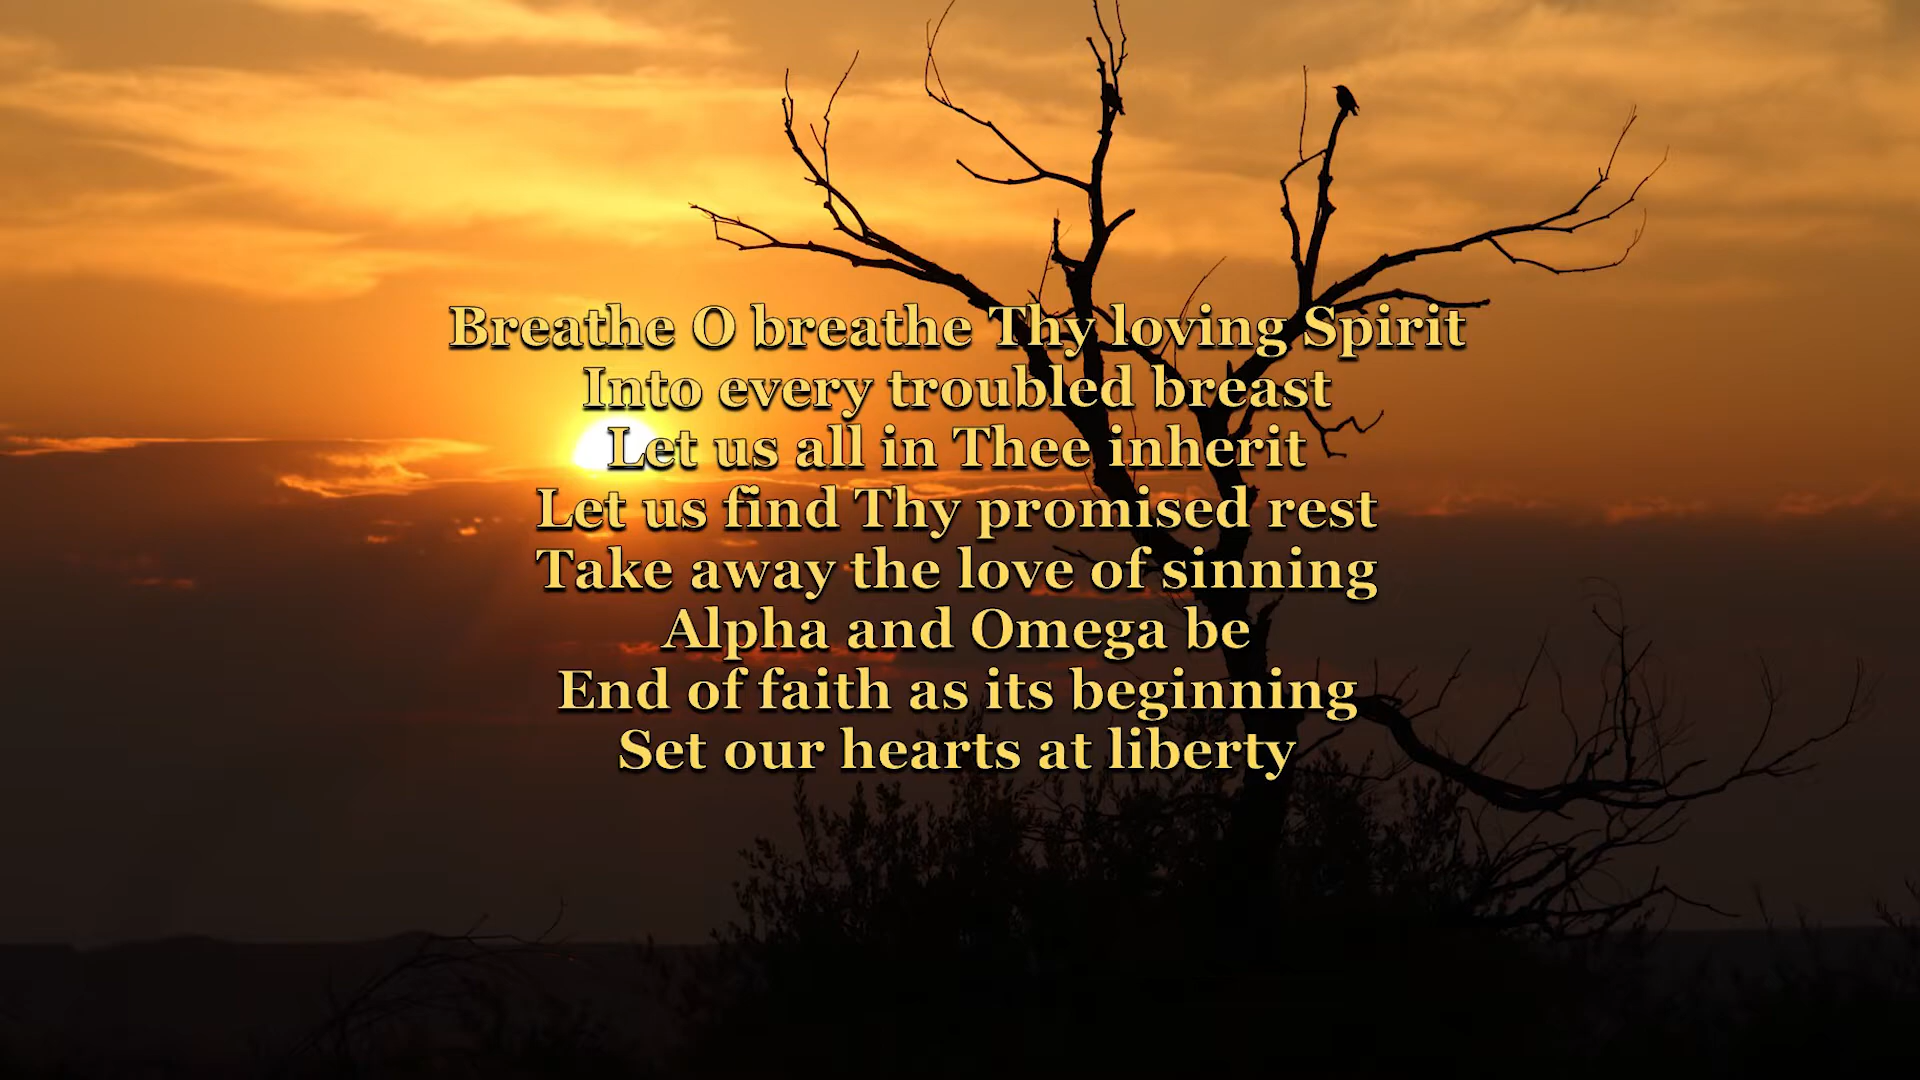 Breathe O breathe Thy loving Spirit
Into every troubled breast
Let us all in Thee inherit
Let us find Thy promised rest
Take away the love of sinning
Alpha and Omega be
End of faith as its beginning
Set our hearts at liberty